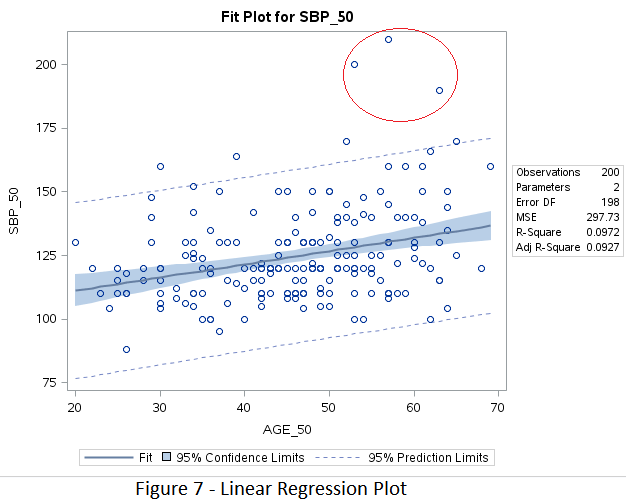 Fit Plot for SBP_50
200
175
150
125
100
75
SBP_50
20 30 40 50 60 70
AGE_50
Observations 200
Parameters 2
Error DF 198
MSE 297.73
R-Square 0.0972
Adj R-Square 0.0927
Fit 95% Confidence Limits 95% Prediction Limits
Figure 7 - Linear Regression Plot